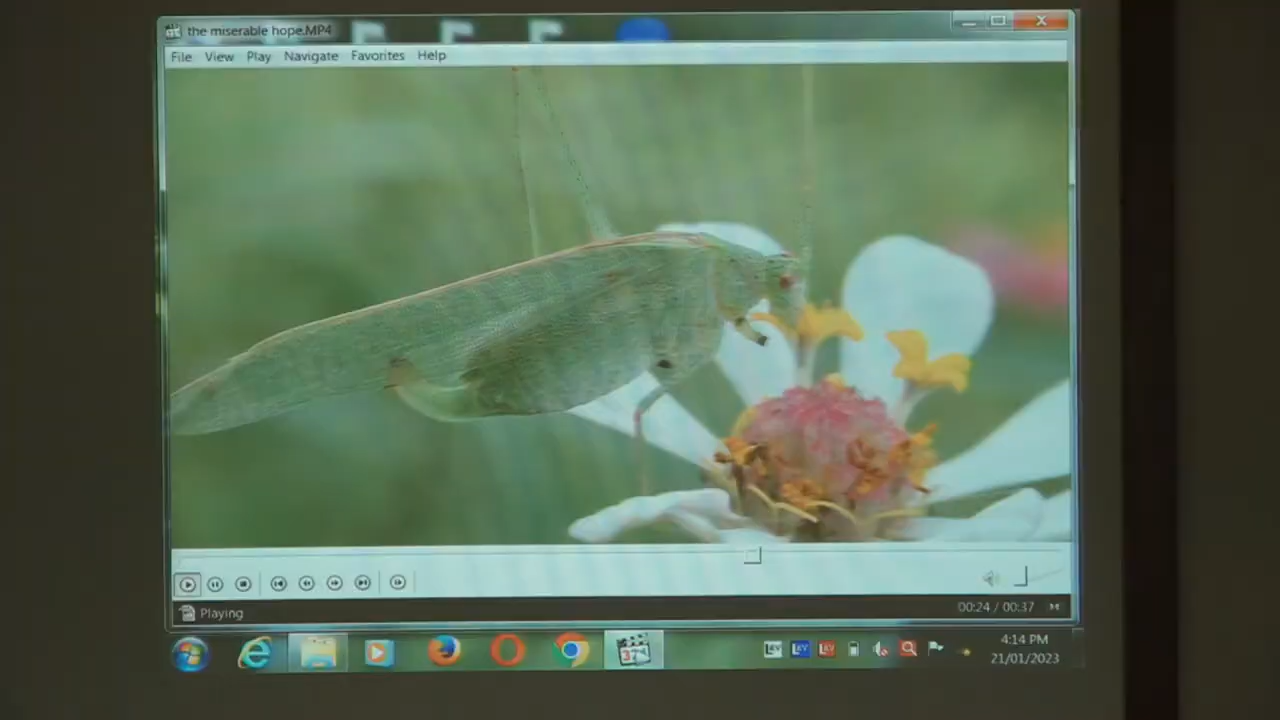 the miserable hope.MP4
File View Play Navigate Favorites Help
Playing
00:24 / 00:37
4:14 PM
21/01/2023